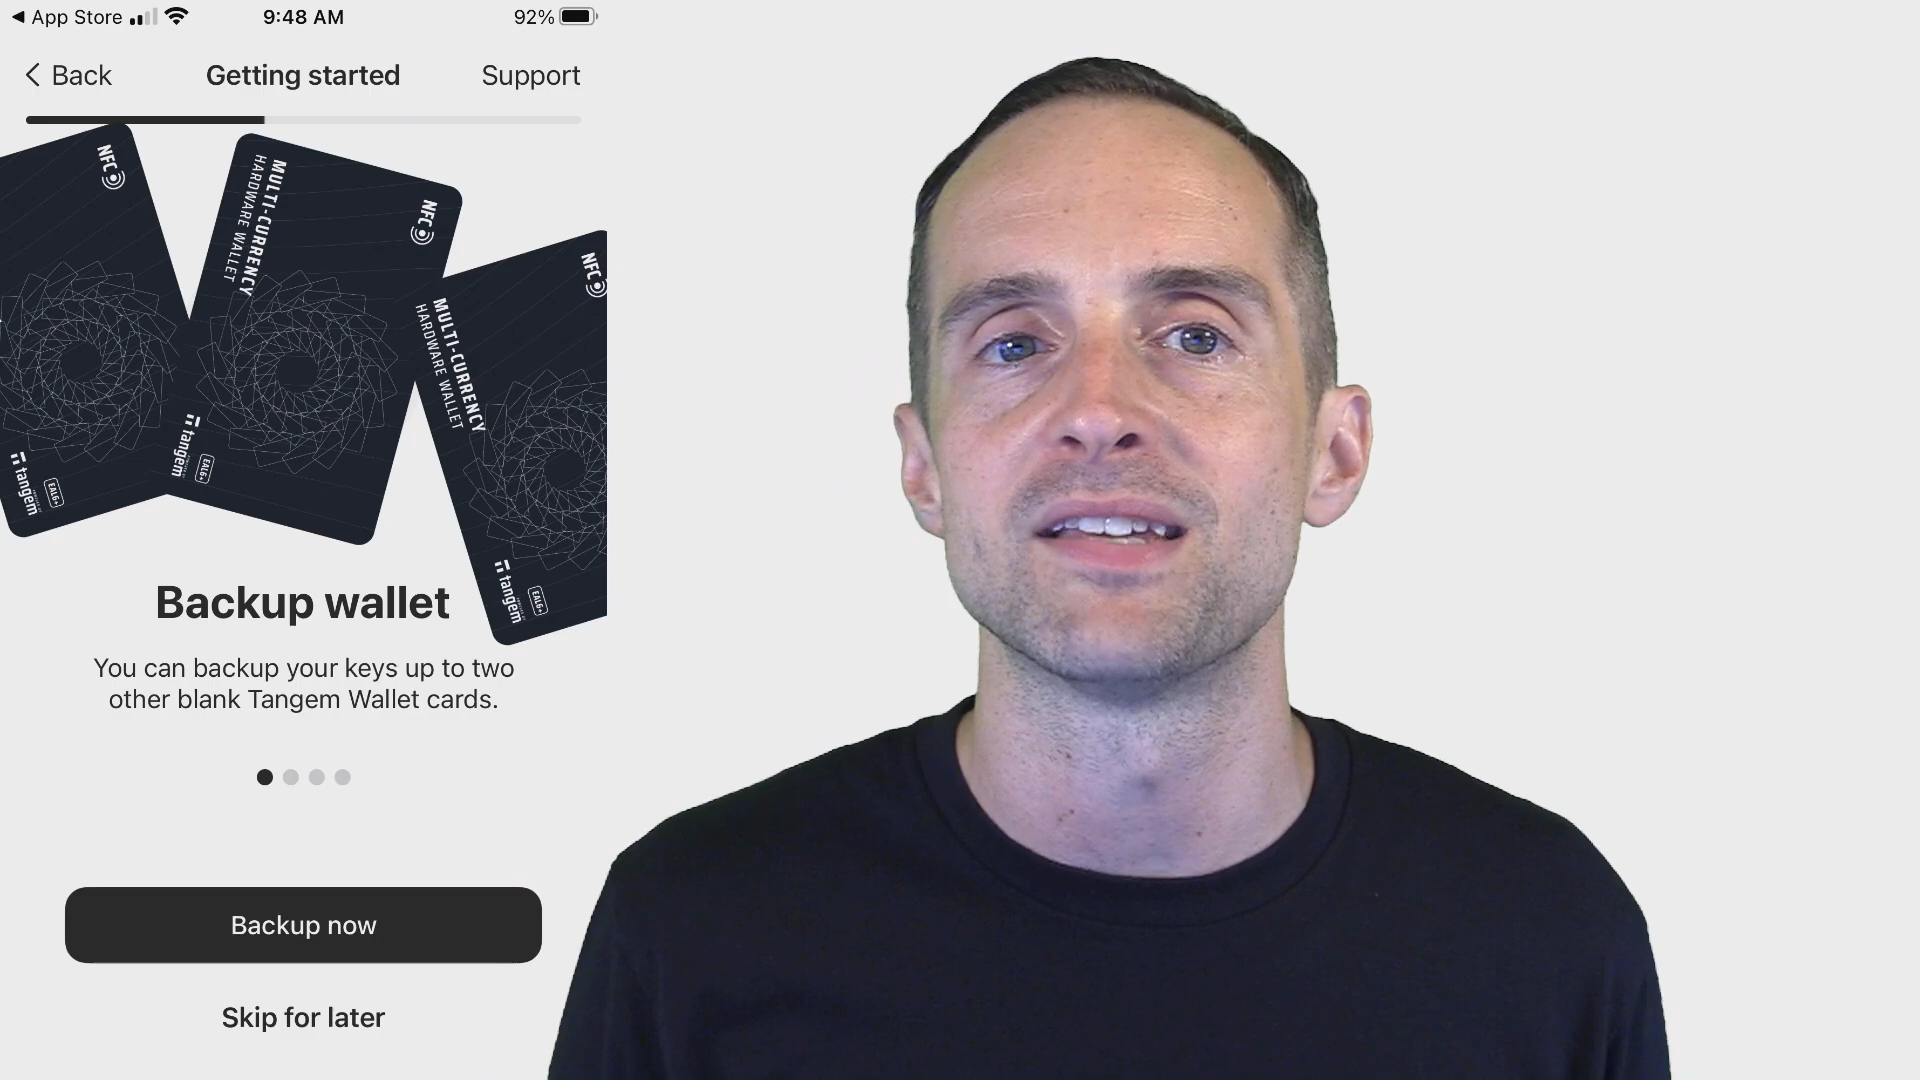 App Store 9:48 AM 92%
Back Getting started Support
NFC
tangem
EAL6+
MULTI-CURRENCY
HARDWARE WALLET
NFC
tangem
EAL6+
MULTI-CURRENCY
HARDWARE WALLET
NFC
tangem
EAL6+
Backup wallet
You can backup your keys up to two
other blank Tangem Wallet cards.
Backup now
Skip for later